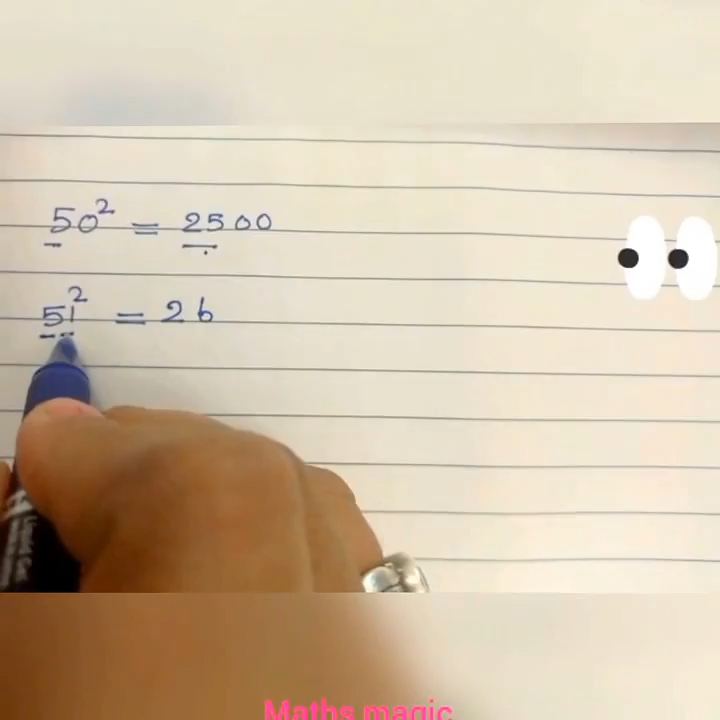 50² = 2500
51² = 26
Maths magic